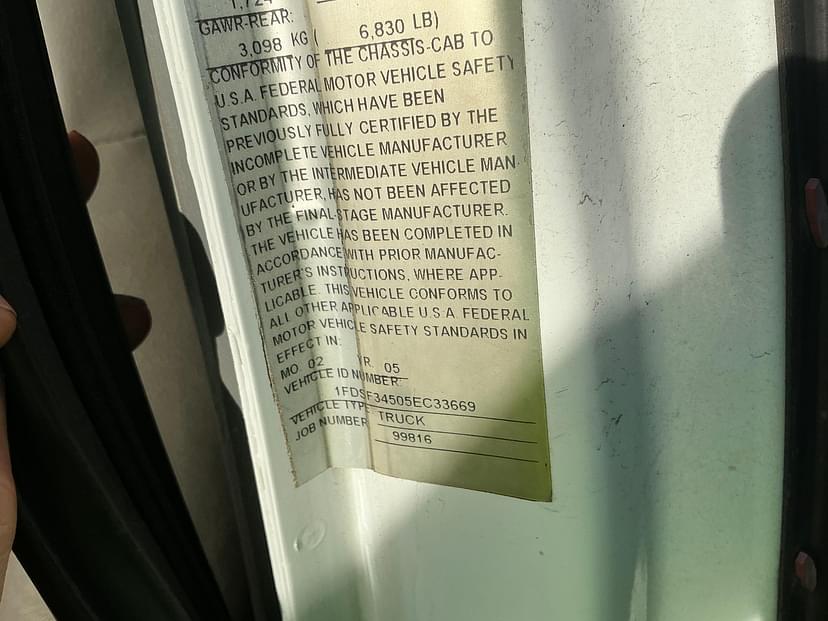 1,724
GAWR-REAR:
3,098 KG ( 6,830 LB)
CONFORMITY OF THE CHASSIS-CAB TO
U.S.A. FEDERAL MOTOR VEHICLE SAFETY
STANDARDS, WHICH HAVE BEEN
PREVIOUSLY FULLY CERTIFIED BY THE
INCOMPLETE VEHICLE MANUFACTURER
OR BY THE INTERMEDIATE VEHICLE MAN-
UFACTURER, HAS NOT BEEN AFFECTED
BY THE FINAL-STAGE MANUFACTURER.
THE VEHICLE HAS BEEN COMPLETED IN
ACCORDANCE WITH PRIOR MANUFAC-
TURER'S INSTRUCTIONS, WHERE APP-
LICABLE. THIS VEHICLE CONFORMS TO
ALL OTHER APPLICABLE U.S.A. FEDERAL
MOTOR VEHICLE SAFETY STANDARDS IN
EFFECT IN:
MO. 02 YR. 05
VEHICLE ID NUMBER:
1FDSF34505EC33669
VEHICLE TYPE TRUCK
JOB NUMBER 99816